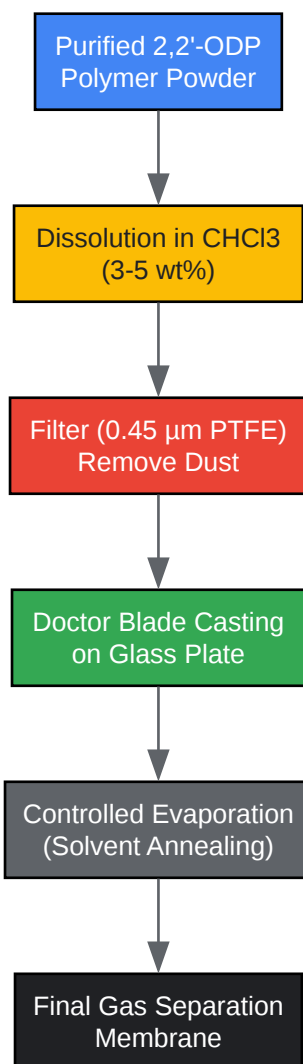 Purified 2,2'-ODP
Polymer Powder
Dissolution in CHCl3
(3-5 wt%)
Filter (0.45 µm PTFE)
Remove Dust
Doctor Blade Casting
on Glass Plate
Controlled Evaporation
(Solvent Annealing)
Final Gas Separation
Membrane